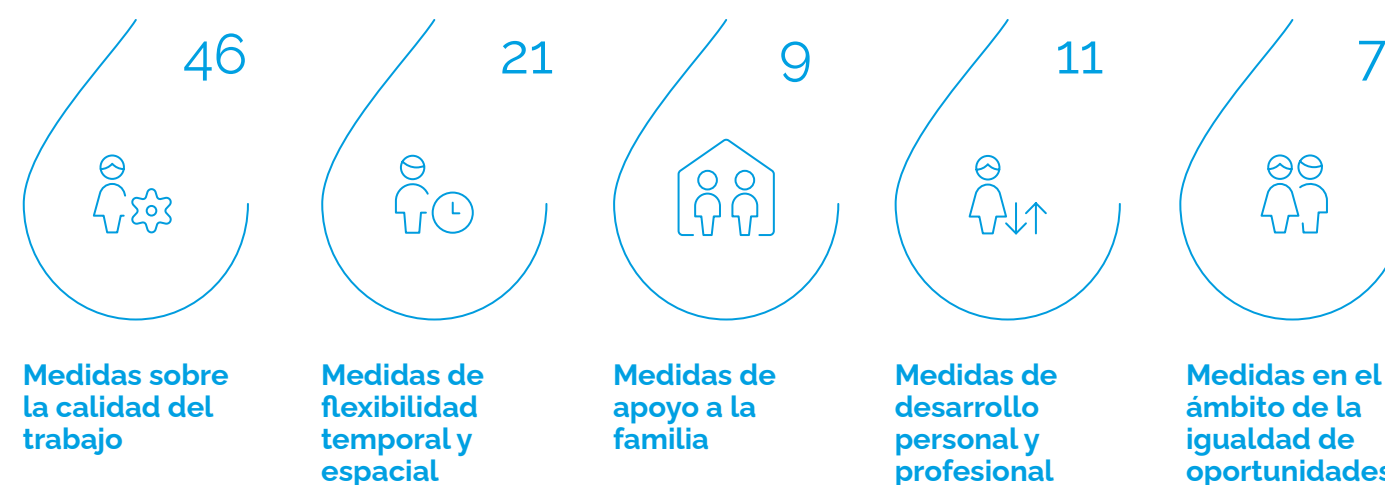 46
21
9
11
7
Medidas sobre
la calidad del
trabajo
Medidas de
flexibilidad
temporal y
espacial
Medidas de
apoyo a la
familia
Medidas de
desarrollo
personal y
profesional
Medidas en el
ámbito de la
igualdad de
oportunidades